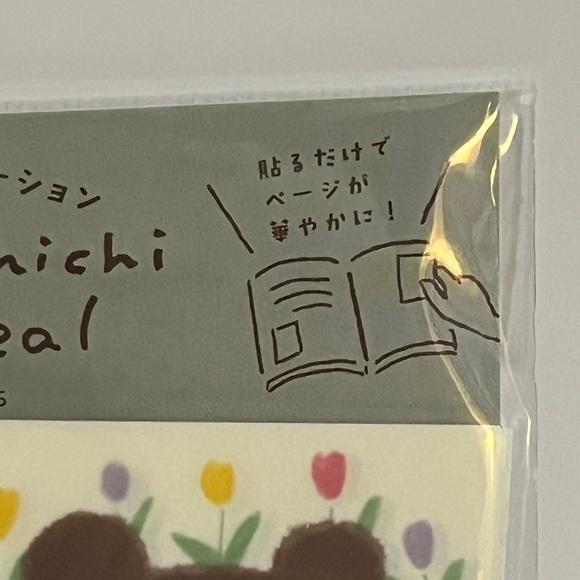 貼るだけで
ページが
華やかに!
ーション
nichi
eal